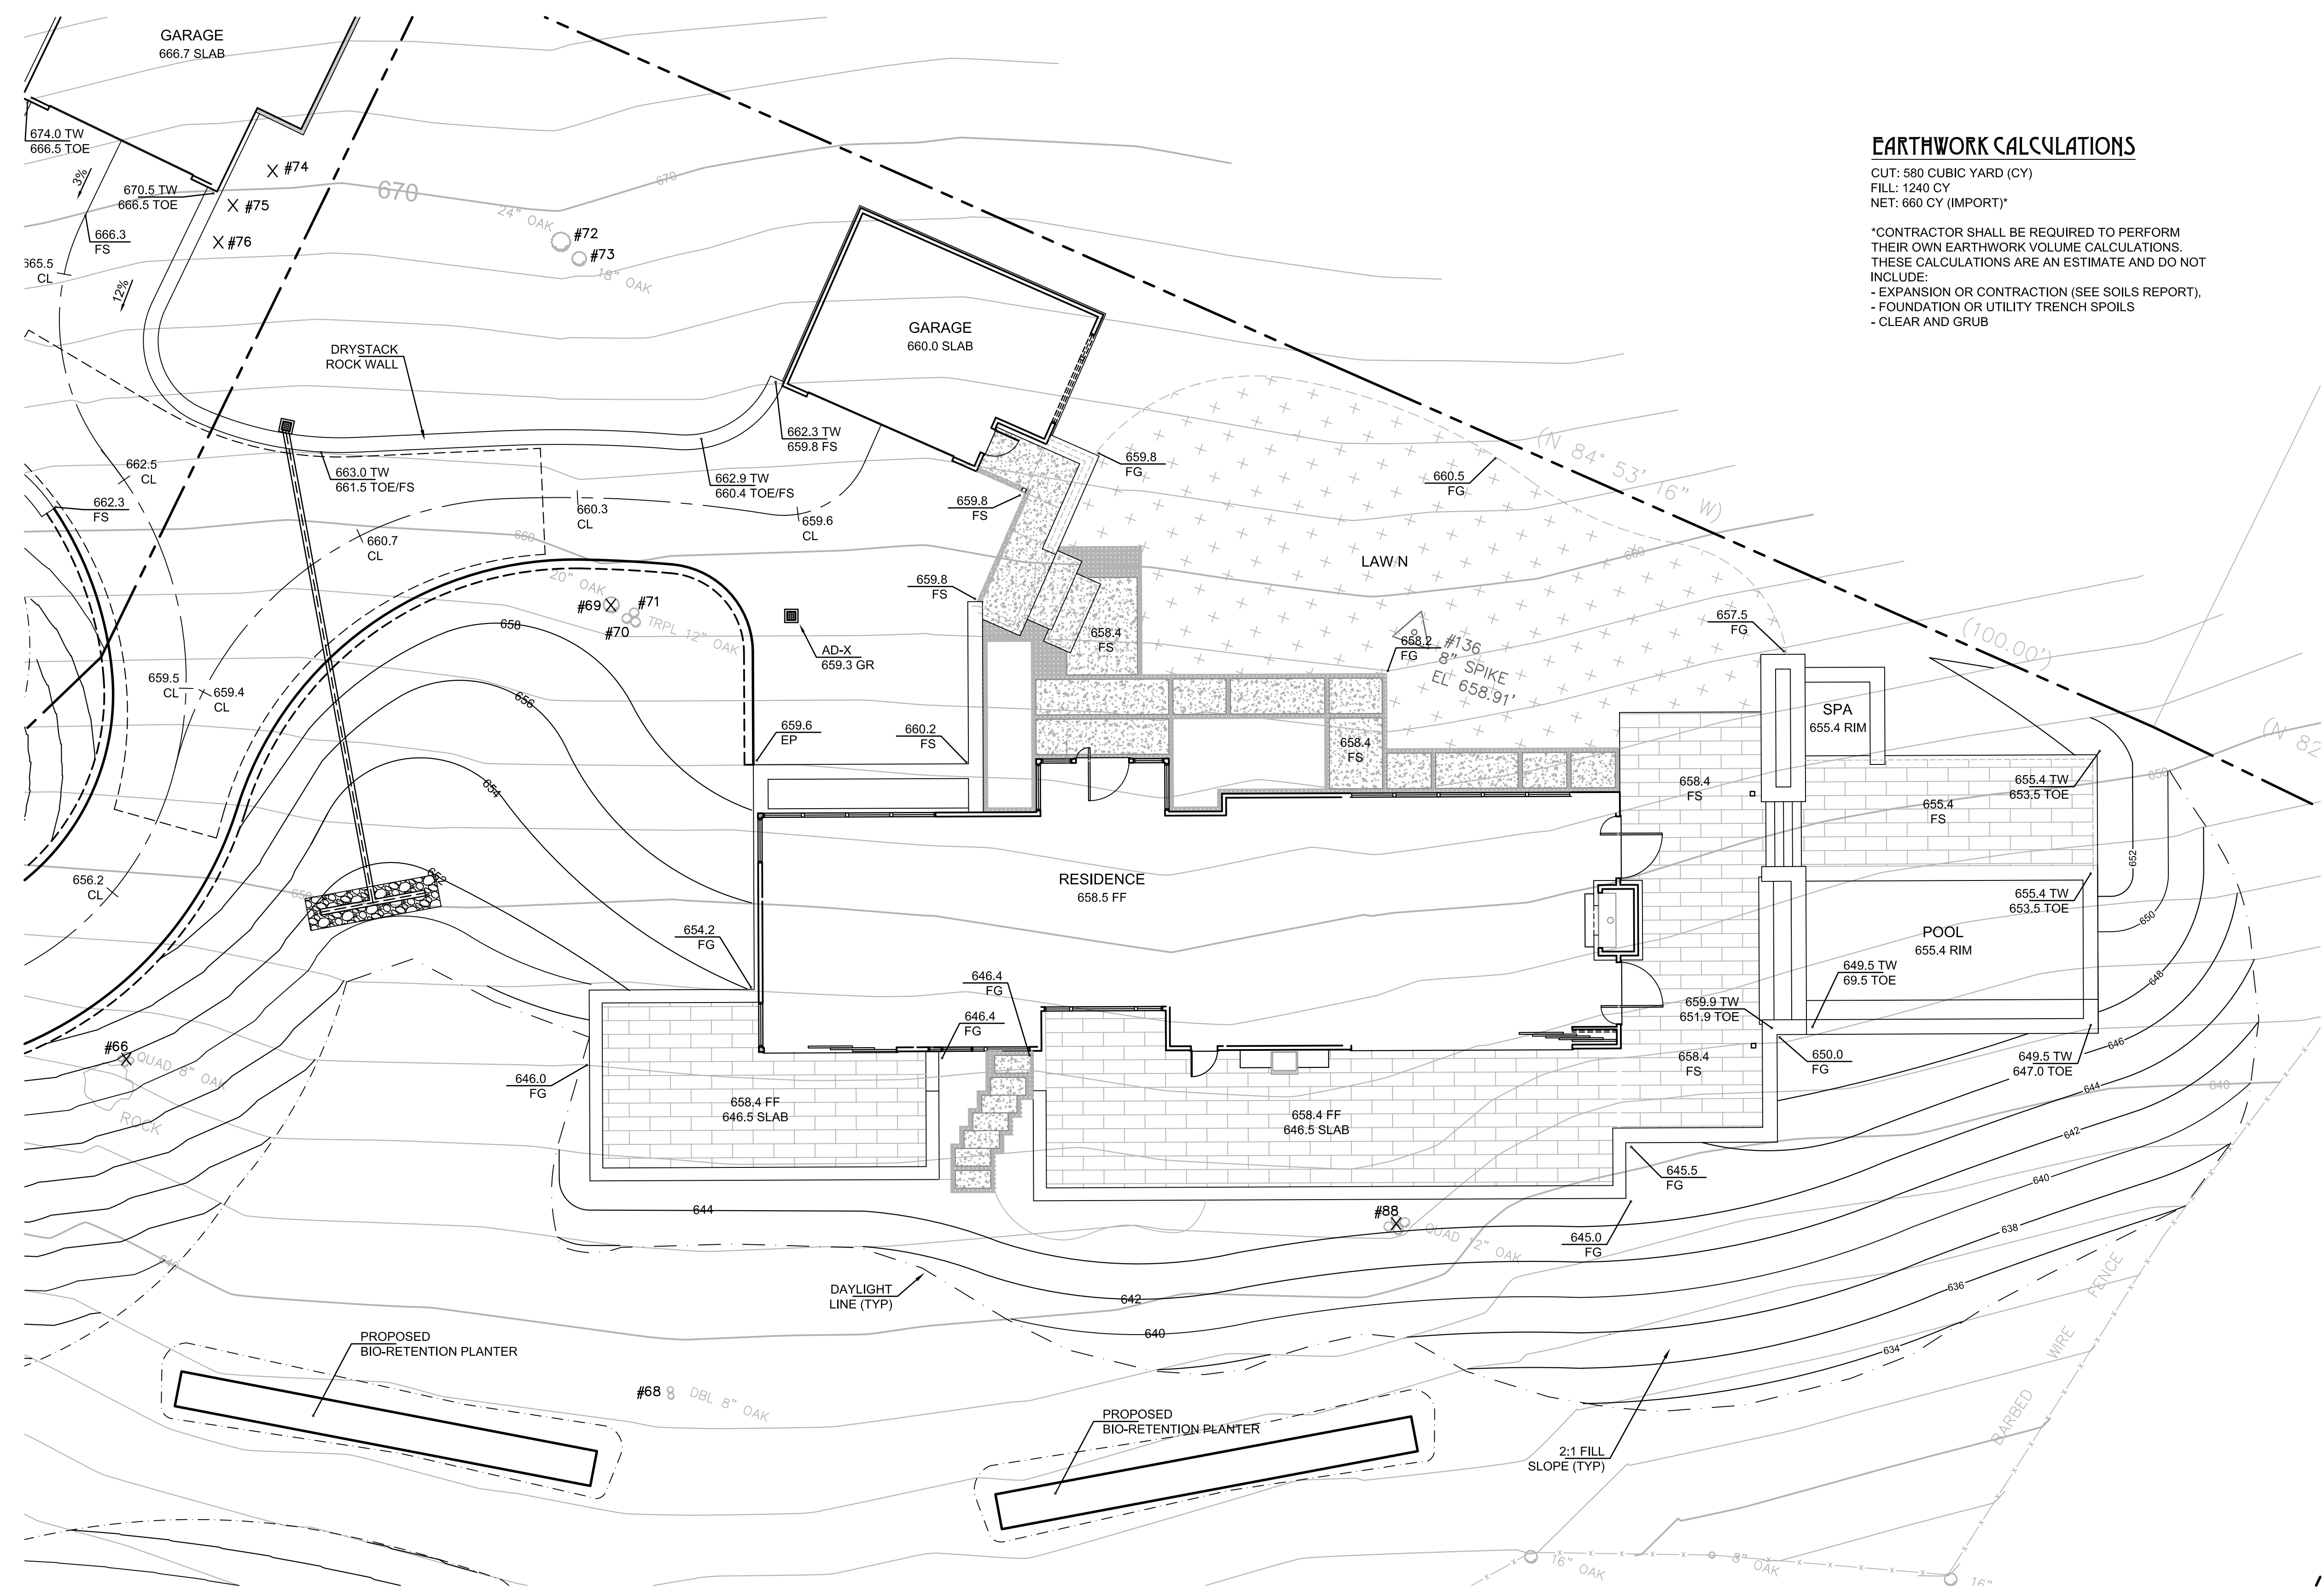 GARAGE
666.7 SLAB
674.0 TW
666.5 TOE
3%
#74
670.5 TW
666.5 TOE
#75
#76
666.3
FS
665.5
CL
12%
670
670
24" OAK
#72
#73
18" OAK
DRYSTACK
ROCK WALL
GARAGE
660.0 SLAB
EARTHWORK CALCULATIONS
CUT: 580 CUBIC YARD (CY)
FILL: 1240 CY
NET: 660 CY (IMPORT)*
*CONTRACTOR SHALL BE REQUIRED TO PERFORM
THEIR OWN EARTHWORK VOLUME CALCULATIONS.
THESE CALCULATIONS ARE AN ESTIMATE AND DO NOT
INCLUDE:
- EXPANSION OR CONTRACTION (SEE SOILS REPORT),
- FOUNDATION OR UTILITY TRENCH SPOILS
- CLEAR AND GRUB
662.3 TW
659.8 FS
662.5
CL
663.0 TW
661.5 TOE/FS
662.9 TW
660.4 TOE/FS
659.8
FG
660.5
FG
(N 84° 53' 16" W)
662.3
FS
660.3
CL
659.6
CL
659.8
FS
660
660.7
CL
660
LAWN
20" OAK
#69
#71
#70
TRPL 12" OAK
659.8
FS
658
AD-X
659.3 GR
658.4
FS
658.2
FG
#136
8" SPIKE
EL 658.91'
657.5
FG
(100.00')
659.5
CL
659.4
CL
656
659.6
EP
660.2
FS
658.4
FS
SPA
655.4 RIM
(N 82
654
658.4
FS
655.4
FS
655.4 TW
653.5 TOE
650
652
656.2
CL
650
652
RESIDENCE
658.5 FF
655.4 TW
653.5 TOE
650
654.2
FG
POOL
655.4 RIM
649.5 TW
69.5 TOE
648
646.4
FG
646.4
FG
659.9 TW
651.9 TOE
#66
QUAD 8" OAK
ROCK
646.0
FG
658.4
FS
650.0
FG
649.5 TW
647.0 TOE
646
644
640
658.4 FF
646.5 SLAB
658.4 FF
646.5 SLAB
642
645.5
FG
640
644
#88
QUAD 12" OAK
645.0
FG
638
640
DAYLIGHT
LINE (TYP)
642
636
640
634
BARBED WIRE FENCE
PROPOSED
BIO-RETENTION PLANTER
#68
DBL 8" OAK
PROPOSED
BIO-RETENTION PLANTER
2:1 FILL
SLOPE (TYP)
16" OAK
8" OAK
16"